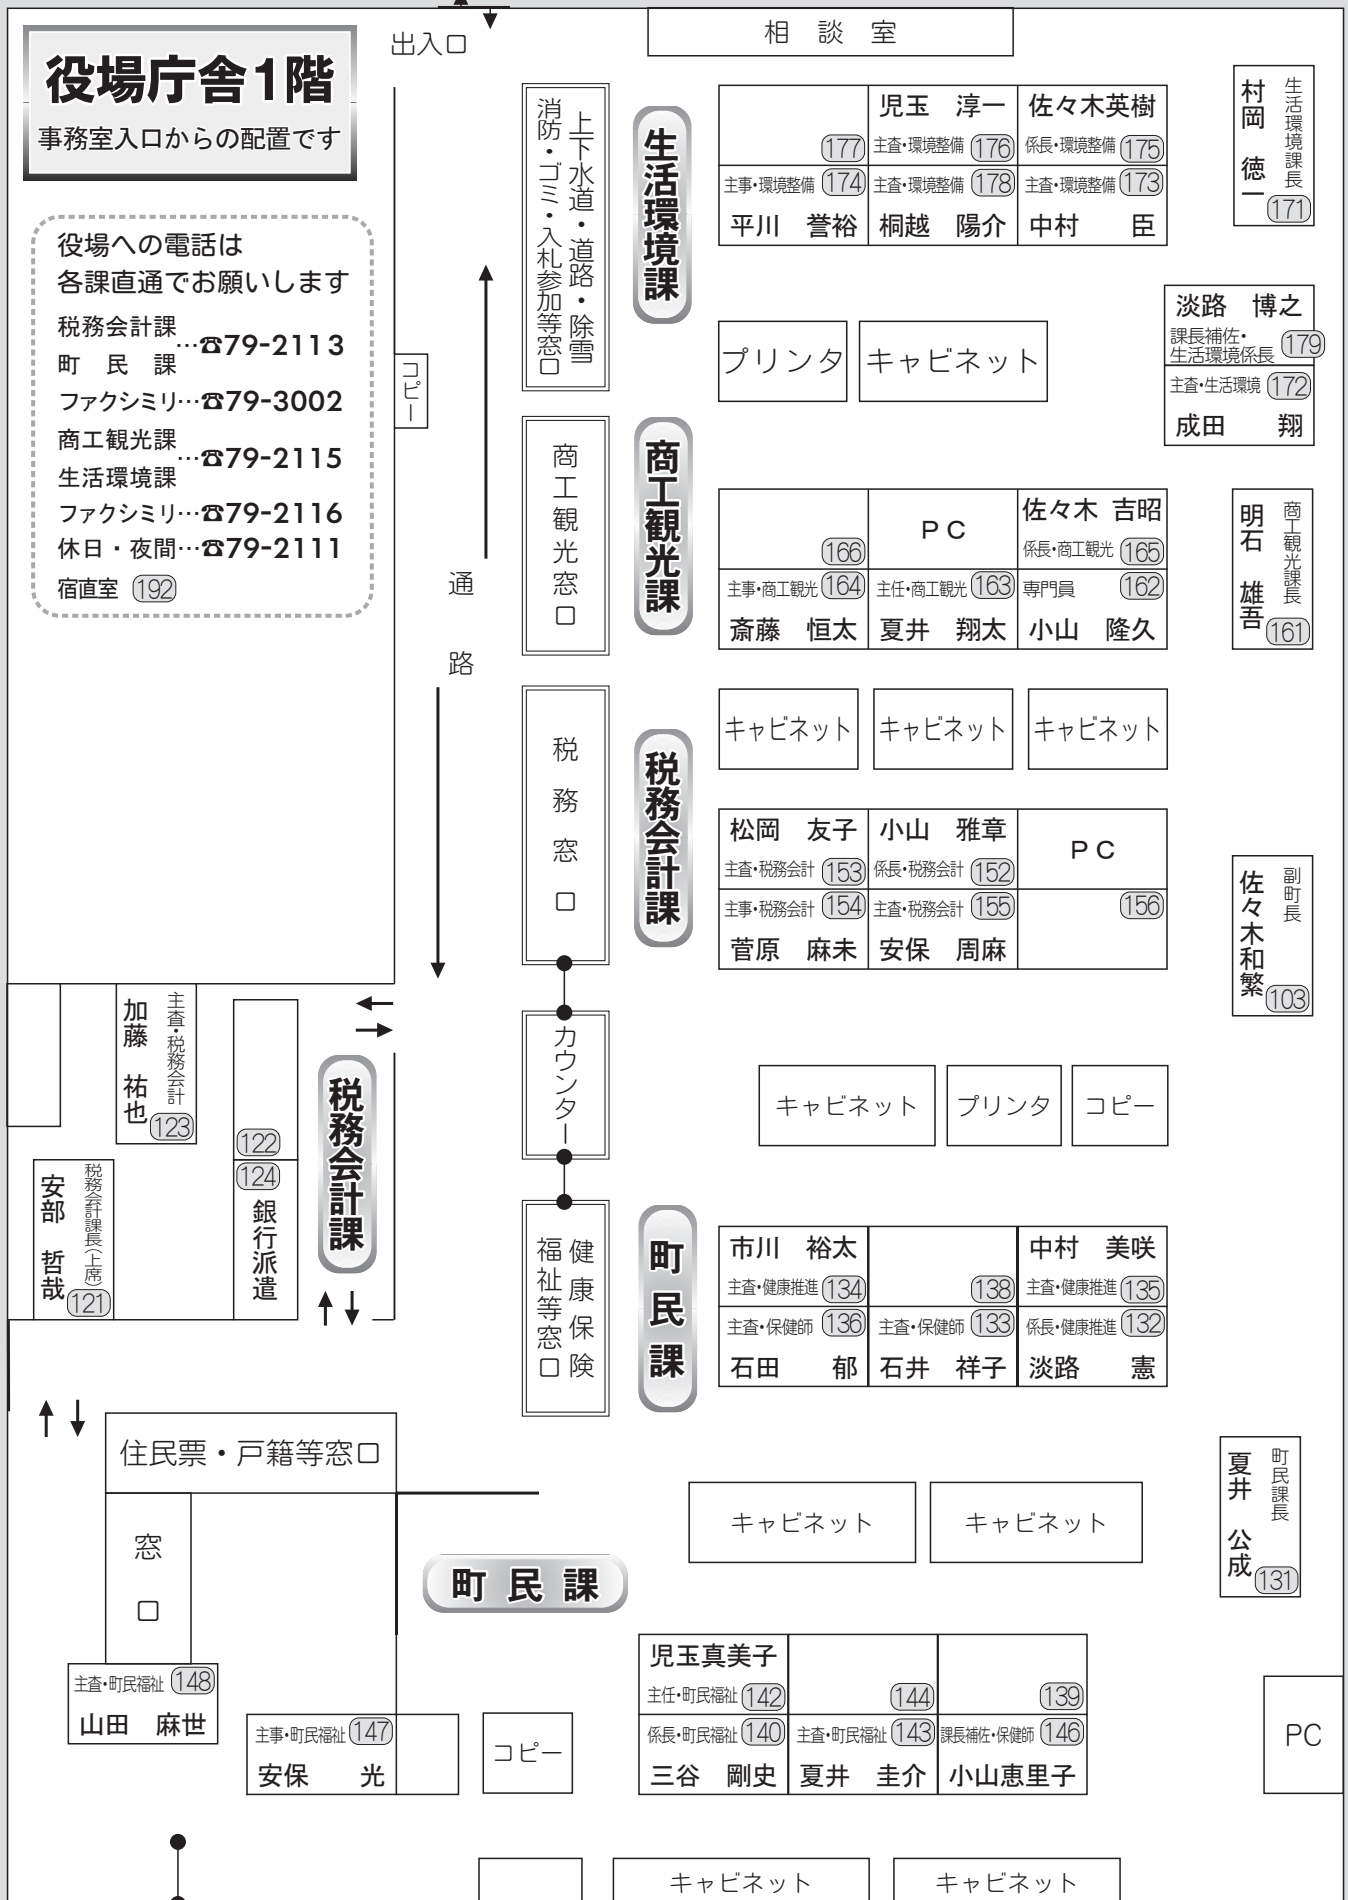 役場庁舎1階
事務室入口からの配置です
役場への電話は
各課直通でお願いします
税務会計課
町民課
…☎79-2113
ファクシミリ…☎79-3002
商工観光課
生活環境課
…☎79-2115
ファクシミリ…☎79-2116
休日・夜間…☎79-2111
宿直室 192
出入口
相談室
コピー
通路
上下水道・道路・除雪
消防・ゴミ・入札参加等窓口
生活環境課
177
児玉 淳一
主査・環境整備 176
佐々木英樹
係長・環境整備 175
主事・環境整備 174
平川 誉裕
主査・環境整備 178
桐越 陽介
主査・環境整備 173
中村 臣
生活環境課長
村岡 徳一
171
プリンタ
キャビネット
淡路 博之
課長補佐・
生活環境係長 179
主査・生活環境 172
成田 翔
商工観光窓口
商工観光課
166
PC
佐々木 吉昭
係長・商工観光 165
主事・商工観光 164
斎藤 恒太
主任・商工観光 163
夏井 翔太
専門員 162
小山 隆久
商工観光課長
明石 雄吾
161
キャビネット
キャビネット
キャビネット
税務窓口
税務会計課
松岡 友子
主査・税務会計 153
小山 雅章
係長・税務会計 152
PC
主事・税務会計 154
菅原 麻未
主査・税務会計 155
安保 周麻
156
副町長
佐々木和繁
103
カウンター
キャビネット
プリンタ
コピー
主査・税務会計
加藤 祐也
123
122
124
銀行派遣
税務会計課長(上席)
安部 哲哉
121
税務会計課
健康保険
福祉等窓口
町民課
市川 裕太
主査・健康推進 134
138
中村 美咲
主査・健康推進 135
主査・保健師 136
石田 郁
主査・保健師 133
石井 祥子
係長・健康推進 132
淡路 憲
町民課長
夏井 公成
131
住民票・戸籍等窓口
窓口
キャビネット
キャビネット
町民課
主査・町民福祉 148
山田 麻世
主事・町民福祉 147
安保 光
コピー
児玉真美子
主任・町民福祉 142
144
139
係長・町民福祉 140
三谷 剛史
主査・町民福祉 143
夏井 圭介
課長補佐・保健師 146
小山恵里子
PC
キャビネット
キャビネット